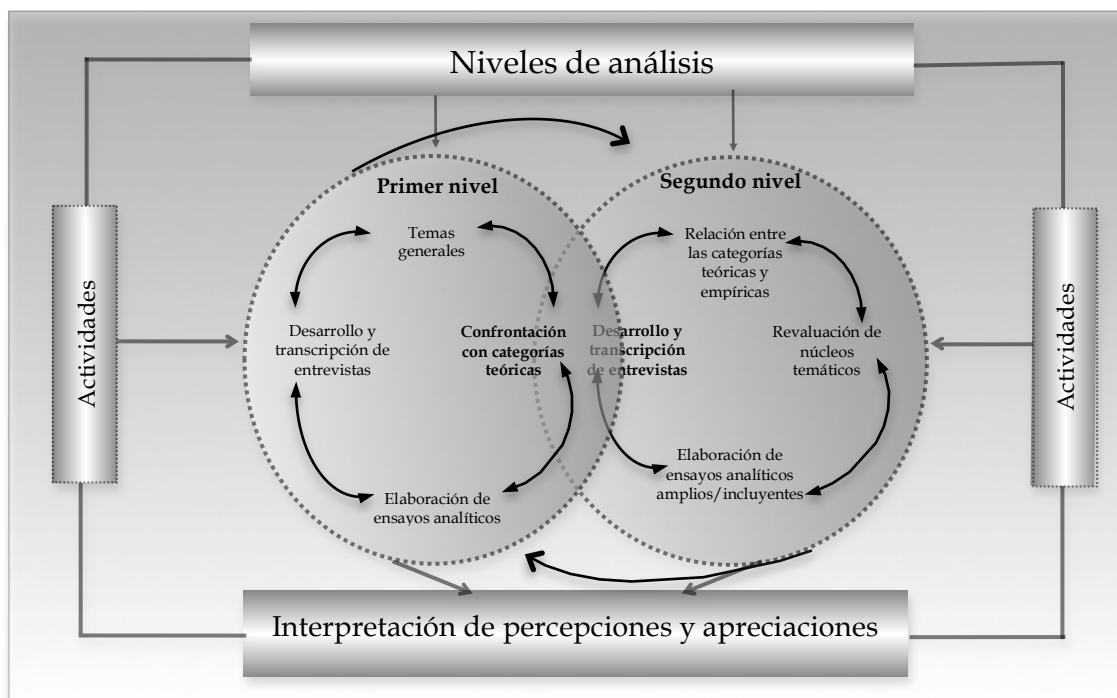 Niveles de análisis
Actividades
Primer nivel
Temas
generales
Desarrollo y
transcripción de
entrevistas
Confrontación
con categorías
teóricas
Elaboración de
ensayos analíticos
Segundo nivel
Relación entre
las categorías
teóricas y
empíricas
Desarrollo y
transcripción
de entrevistas
Revaluación de
núcleos
temáticos
Elaboración de
ensayos analíticos
amplios/incluyentes
Actividades
Interpretación de percepciones y apreciaciones